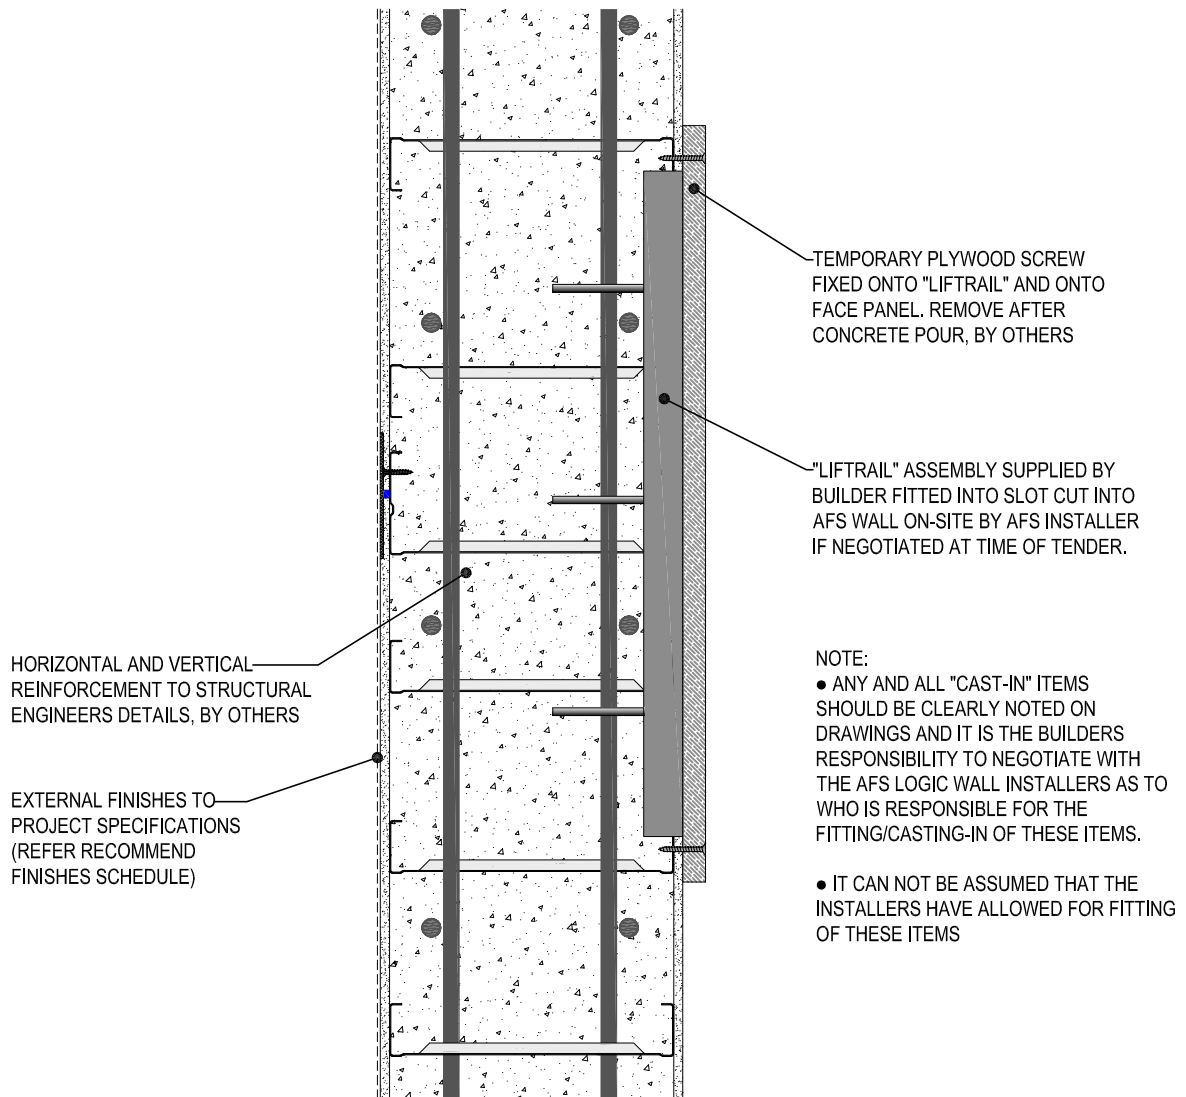 TEMPORARY PLYWOOD SCREW
FIXED ONTO "LIFTRAIL" AND ONTO
FACE PANEL. REMOVE AFTER
CONCRETE POUR, BY OTHERS
"LIFTRAIL" ASSEMBLY SUPPLIED BY
BUILDER FITTED INTO SLOT CUT INTO
AFS WALL ON-SITE BY AFS INSTALLER
IF NEGOTIATED AT TIME OF TENDER.
HORIZONTAL AND VERTICAL
REINFORCEMENT TO STRUCTURAL
ENGINEERS DETAILS, BY OTHERS
EXTERNAL FINISHES TO
PROJECT SPECIFICATIONS
(REFER RECOMMEND
FINISHES SCHEDULE)
NOTE:
● ANY AND ALL "CAST-IN" ITEMS
SHOULD BE CLEARLY NOTED ON
DRAWINGS AND IT IS THE BUILDERS
RESPONSIBILITY TO NEGOTIATE WITH
THE AFS LOGIC WALL INSTALLERS AS TO
WHO IS RESPONSIBLE FOR THE
FITTING/CASTING-IN OF THESE ITEMS.
● IT CAN NOT BE ASSUMED THAT THE
INSTALLERS HAVE ALLOWED FOR FITTING
OF THESE ITEMS